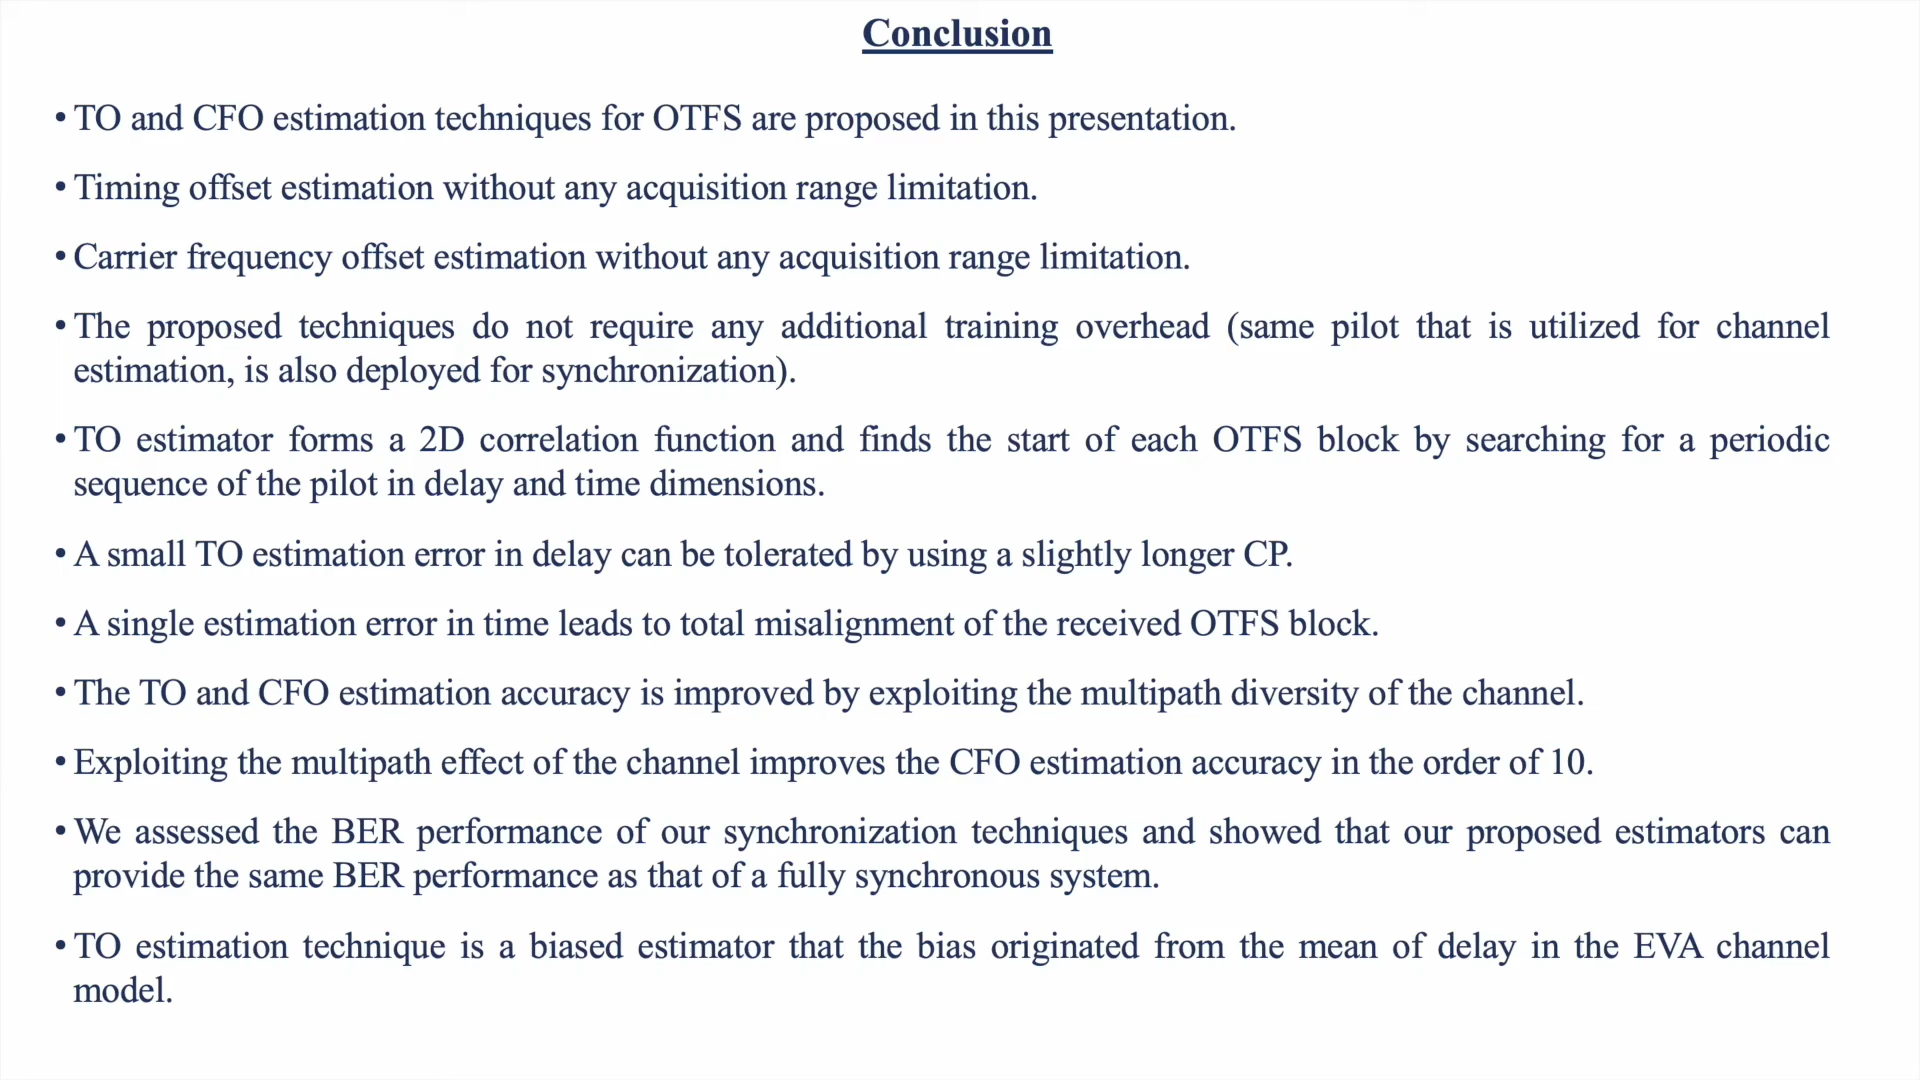 Conclusion
• TO and CFO estimation techniques for OTFS are proposed in this presentation.
• Timing offset estimation without any acquisition range limitation.
• Carrier frequency offset estimation without any acquisition range limitation.
• The proposed techniques do not require any additional training overhead (same pilot that is utilized for channel
estimation, is also deployed for synchronization).
• TO estimator forms a 2D correlation function and finds the start of each OTFS block by searching for a periodic
sequence of the pilot in delay and time dimensions.
• A small TO estimation error in delay can be tolerated by using a slightly longer CP.
• A single estimation error in time leads to total misalignment of the received OTFS block.
• The TO and CFO estimation accuracy is improved by exploiting the multipath diversity of the channel.
• Exploiting the multipath effect of the channel improves the CFO estimation accuracy in the order of 10.
• We assessed the BER performance of our synchronization techniques and showed that our proposed estimators can
provide the same BER performance as that of a fully synchronous system.
• TO estimation technique is a biased estimator that the bias originated from the mean of delay in the EVA channel
model.